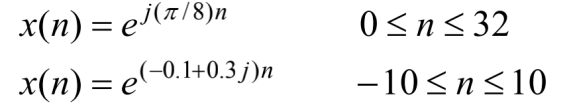 x(n) = e^{j(π/8)n}  0 ≤ n ≤ 32
x(n) = e^{(−0.1+0.3j)n}  −10 ≤ n ≤ 10